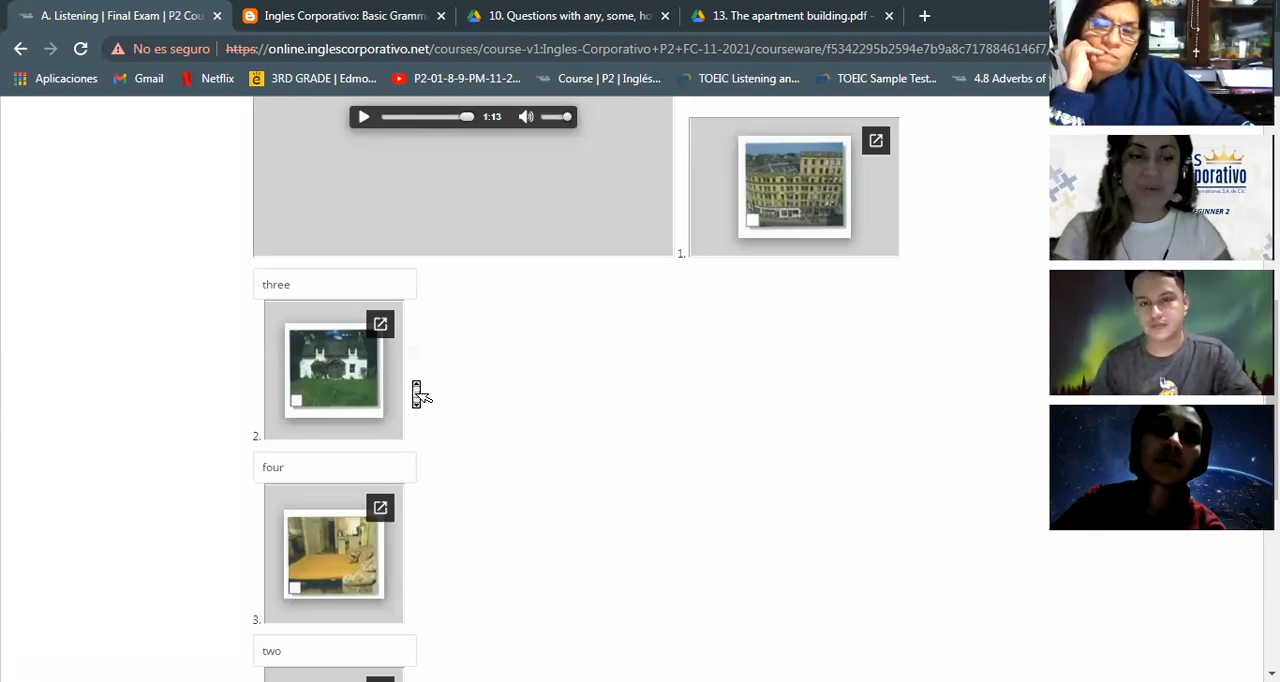 A. Listening | Final Exam | P2 Cou
Ingles Corporativo: Basic Gramm
10. Questions with any, some, ho
13. The apartment building.pdf -
No es seguro
https://online.inglescorporativo.net/courses/course-v1:Ingles-Corporativo+P2+FC-11-2021/courseware/f5342295b2594e7b9a8c7178846146f7/
Aplicaciones
Gmail
Netflix
3RD GRADE | Edmo...
P2-01-8-9-PM-11-2...
Course | P2 | Inglés...
TOEIC Listening an...
TOEIC Sample Test...
4.8 Adverbs of
1:13
1.
three
2.
four
3.
two
porativo
GINNER 2